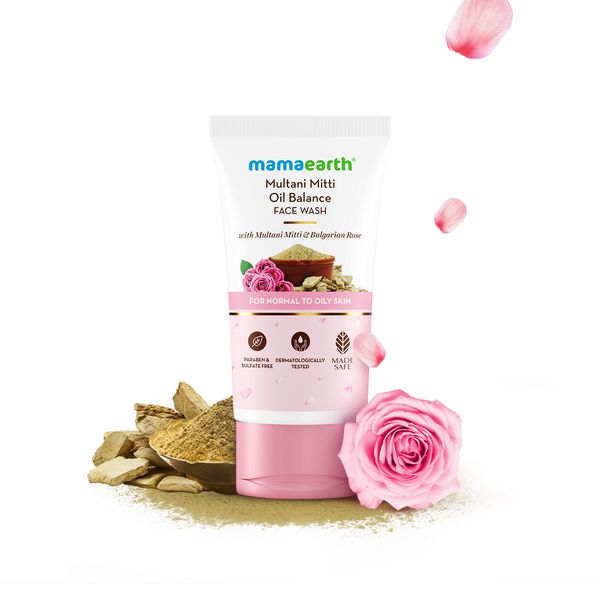 mamaearth®
Multani Mitti
Oil Balance
FACE WASH
with Multani Mitti & Bulgarian Rose
FOR NORMAL TO OILY SKIN
PARABEN &
SULFATE FREE
DERMATOLOGICALLY
TESTED
MADE
SAFE